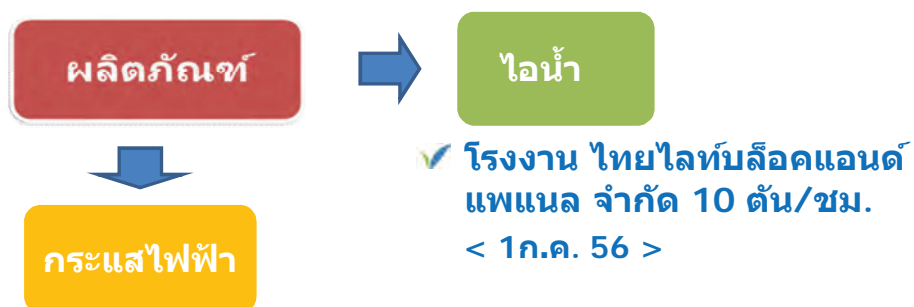 ผลิตภัณฑ์
ไอน้ำ
โรงงาน ไทยไลท์บล็อคแอนด์
แพแนล จำกัด 10 ตัน/ชม.
< 1ก.ค. 56 >
กระแสไฟฟ้า